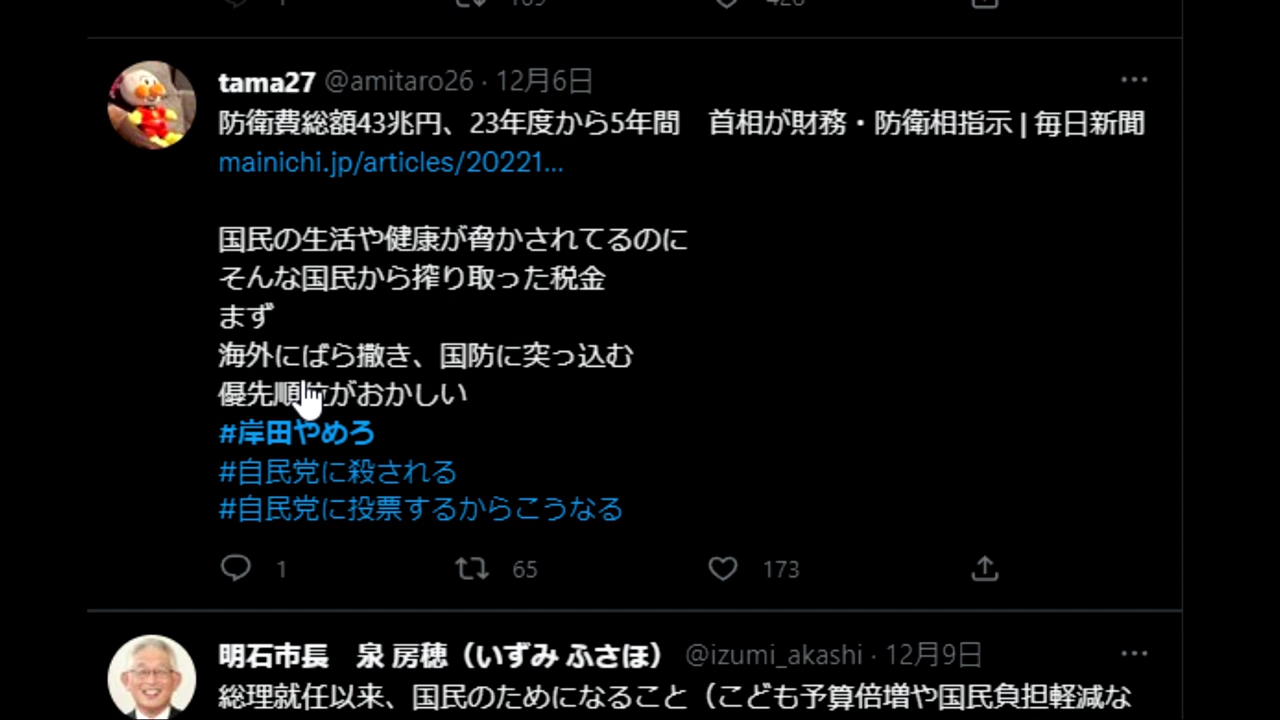 tama27 @amitaro26 · 12月6日
防衛費総額43兆円、23年度から5年間　首相が財務・防衛相指示 | 毎日新聞
mainichi.jp/articles/20221...
国民の生活や健康が脅かされてるのに
そんな国民から搾り取った税金
まず
海外にばら撒き、国防に突っ込む
優先順位がおかしい
#岸田やめろ
#自民党に殺される
#自民党に投票するからこうなる
1 65 173
明石市長　泉 房穂（いずみ ふさほ） @izumi_akashi · 12月9日
総理就任以来、国民のためになること（こども予算倍増や国民負担軽減な